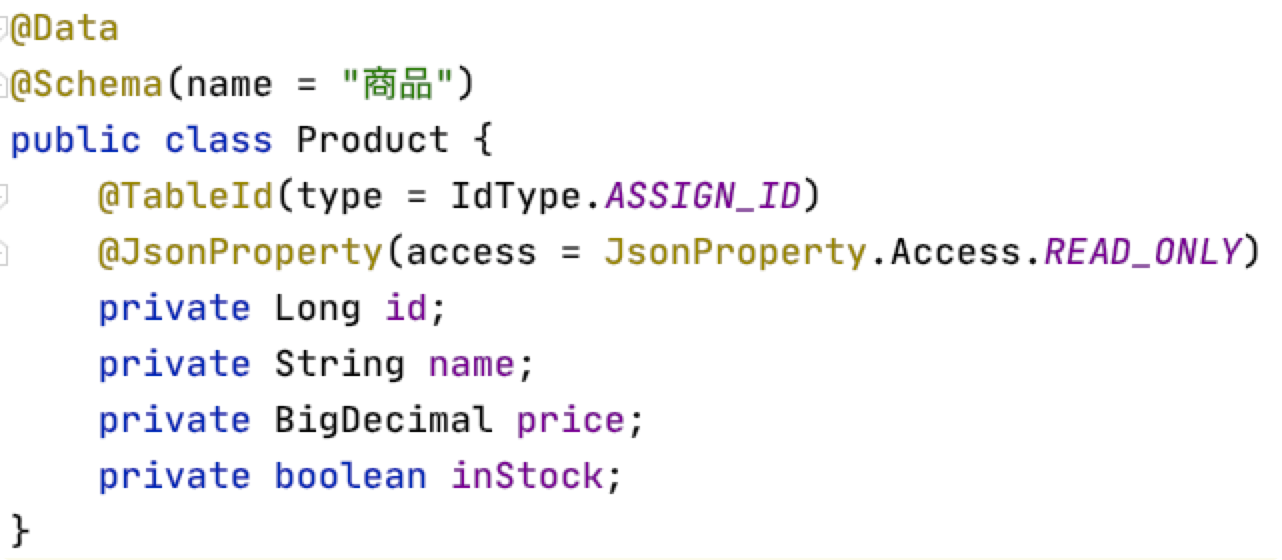 @Data
@Schema(name = "商品")
public class Product {
    @TableId(type = IdType.ASSIGN_ID)
    @JsonProperty(access = JsonProperty.Access.READ_ONLY)
    private Long id;
    private String name;
    private BigDecimal price;
    private boolean inStock;
}